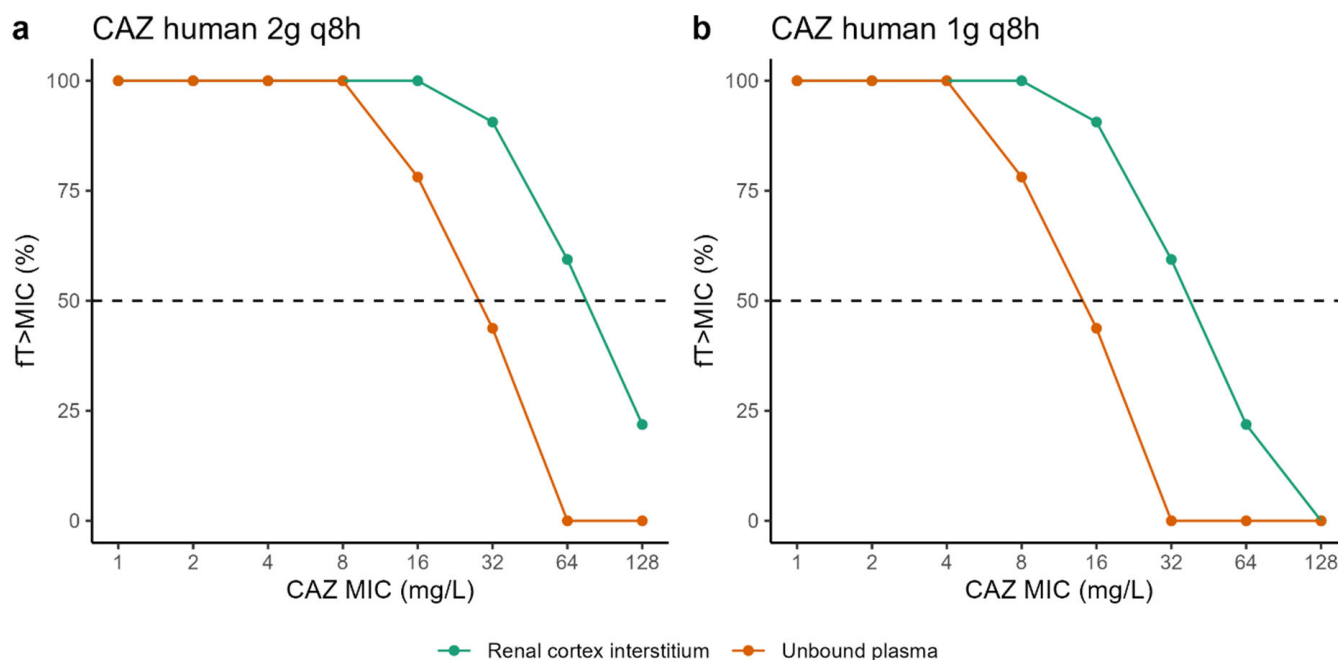 a CAZ human 2g q8h
b CAZ human 1g q8h
fT>MIC (%)
100
75
50
25
0
1 2 4 8 16 32 64 128
CAZ MIC (mg/L)
fT>MIC (%)
100
75
50
25
0
1 2 4 8 16 32 64 128
CAZ MIC (mg/L)
Renal cortex interstitium Unbound plasma